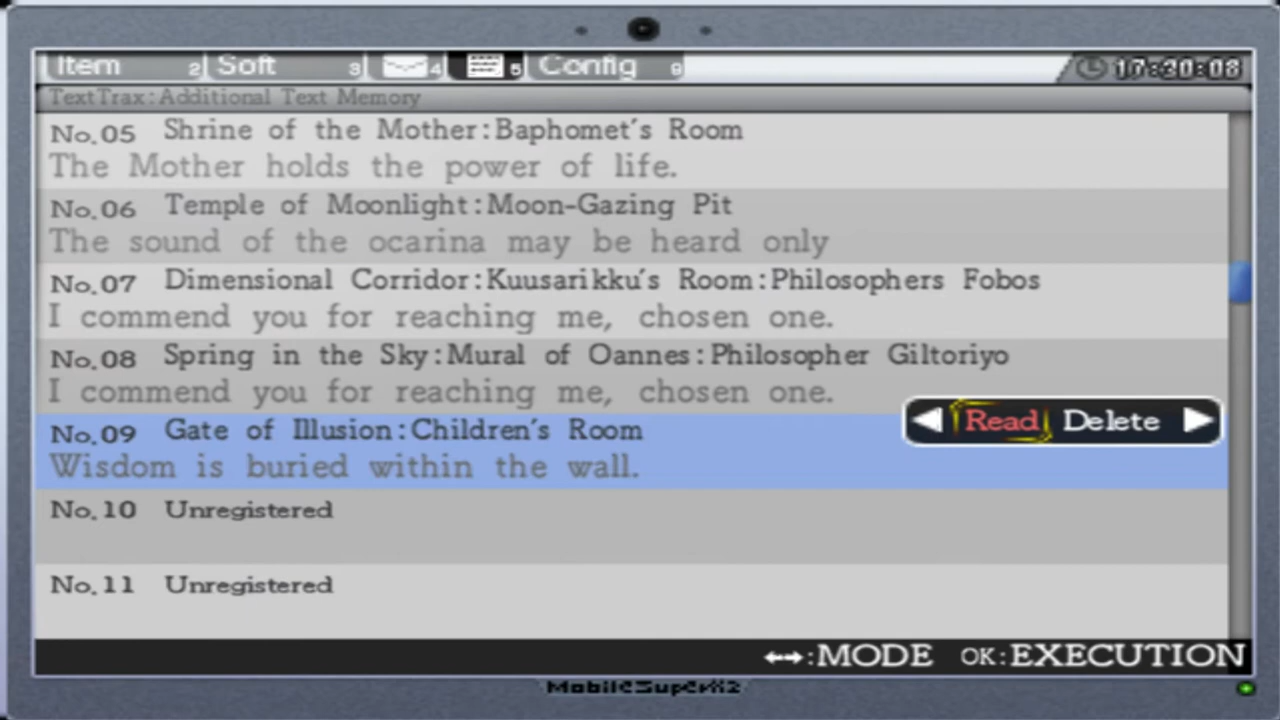 Item 2 Soft 3 4 5 Config 9 17:20:08
TextTrax:Additional Text Memory
No.05 Shrine of the Mother:Baphomet's Room
The Mother holds the power of life.
No.06 Temple of Moonlight:Moon-Gazing Pit
The sound of the ocarina may be heard only
No.07 Dimensional Corridor:Kuusarikku's Room:Philosophers Fobos
I commend you for reaching me, chosen one.
No.08 Spring in the Sky:Mural of Oannes:Philosopher Giltoriyo
I commend you for reaching me, chosen one.
No.09 Gate of Illusion:Children's Room
Read Delete
Wisdom is buried within the wall.
No.10 Unregistered
No.11 Unregistered
↔:MODE OK:EXECUTION